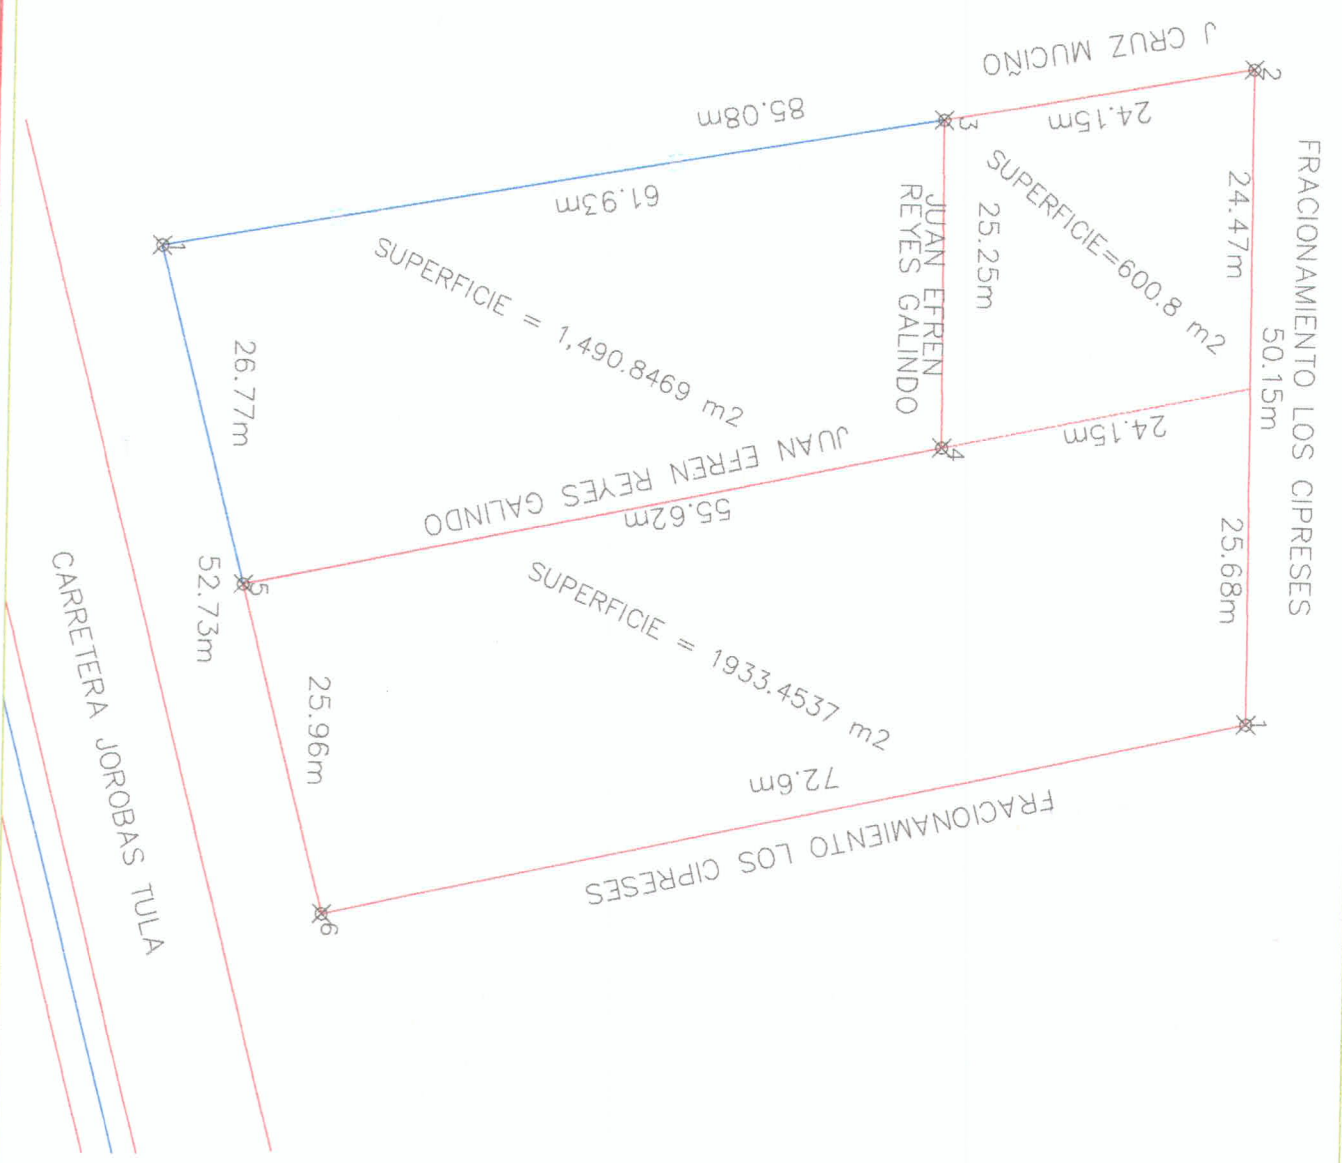 FRACIONAMIENTO LOS CIPRESES
50.15m
24.47m
25.68m
2
1
J CRUZ MUCIÑO
24.15m
SUPERFICIE=600.8 m2
24.15m
3
25.25m
JUAN EFREN
REYES GALINDO
4
85.08m
61.93m
SUPERFICIE = 1,490.8469 m2
JUAN EFREN REYES GALINDO
55.62m
SUPERFICIE = 1933.4537 m2
72.6m
FRACIONAMIENTO LOS CIPRESES
26.77m
5
52.73m
25.96m
6
CARRETERA JOROBAS TULA